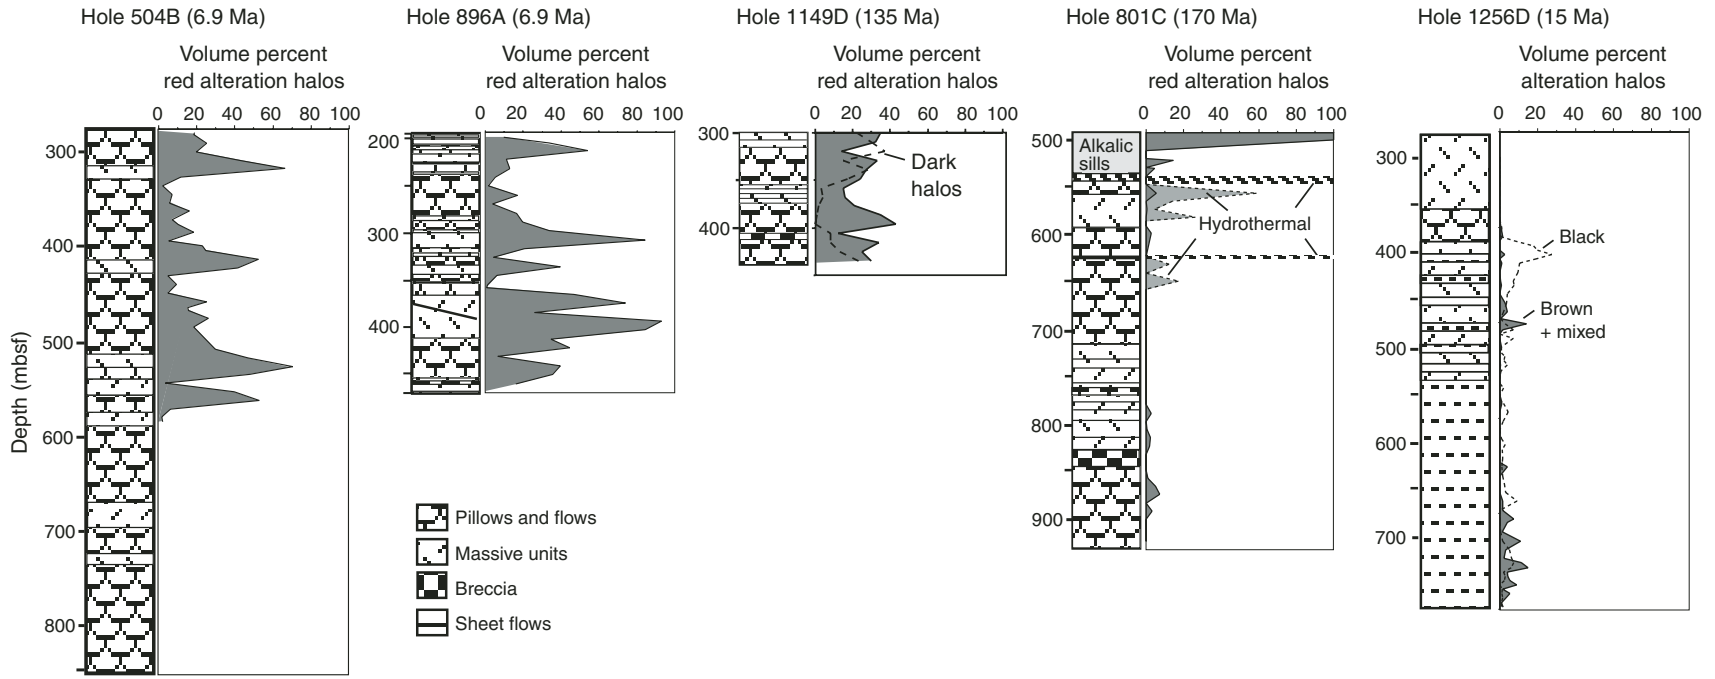 Hole 504B (6.9 Ma)
Volume percent
red alteration halos
0 20 40 60 80 100
Depth (mbsf)
300
400
500
600
700
800
Hole 896A (6.9 Ma)
Volume percent
red alteration halos
0 20 40 60 80 100
200
300
400
Pillows and flows
Massive units
Breccia
Sheet flows
Hole 1149D (135 Ma)
Volume percent
red alteration halos
0 20 40 60 80 100
300
400
Dark
halos
Hole 801C (170 Ma)
Volume percent
red alteration halos
0 20 40 60 80 100
500
600
700
800
900
Alkalic
sills
Hydrothermal
Hole 1256D (15 Ma)
Volume percent
alteration halos
0 20 40 60 80 100
300
400
500
600
700
Black
Brown
+ mixed